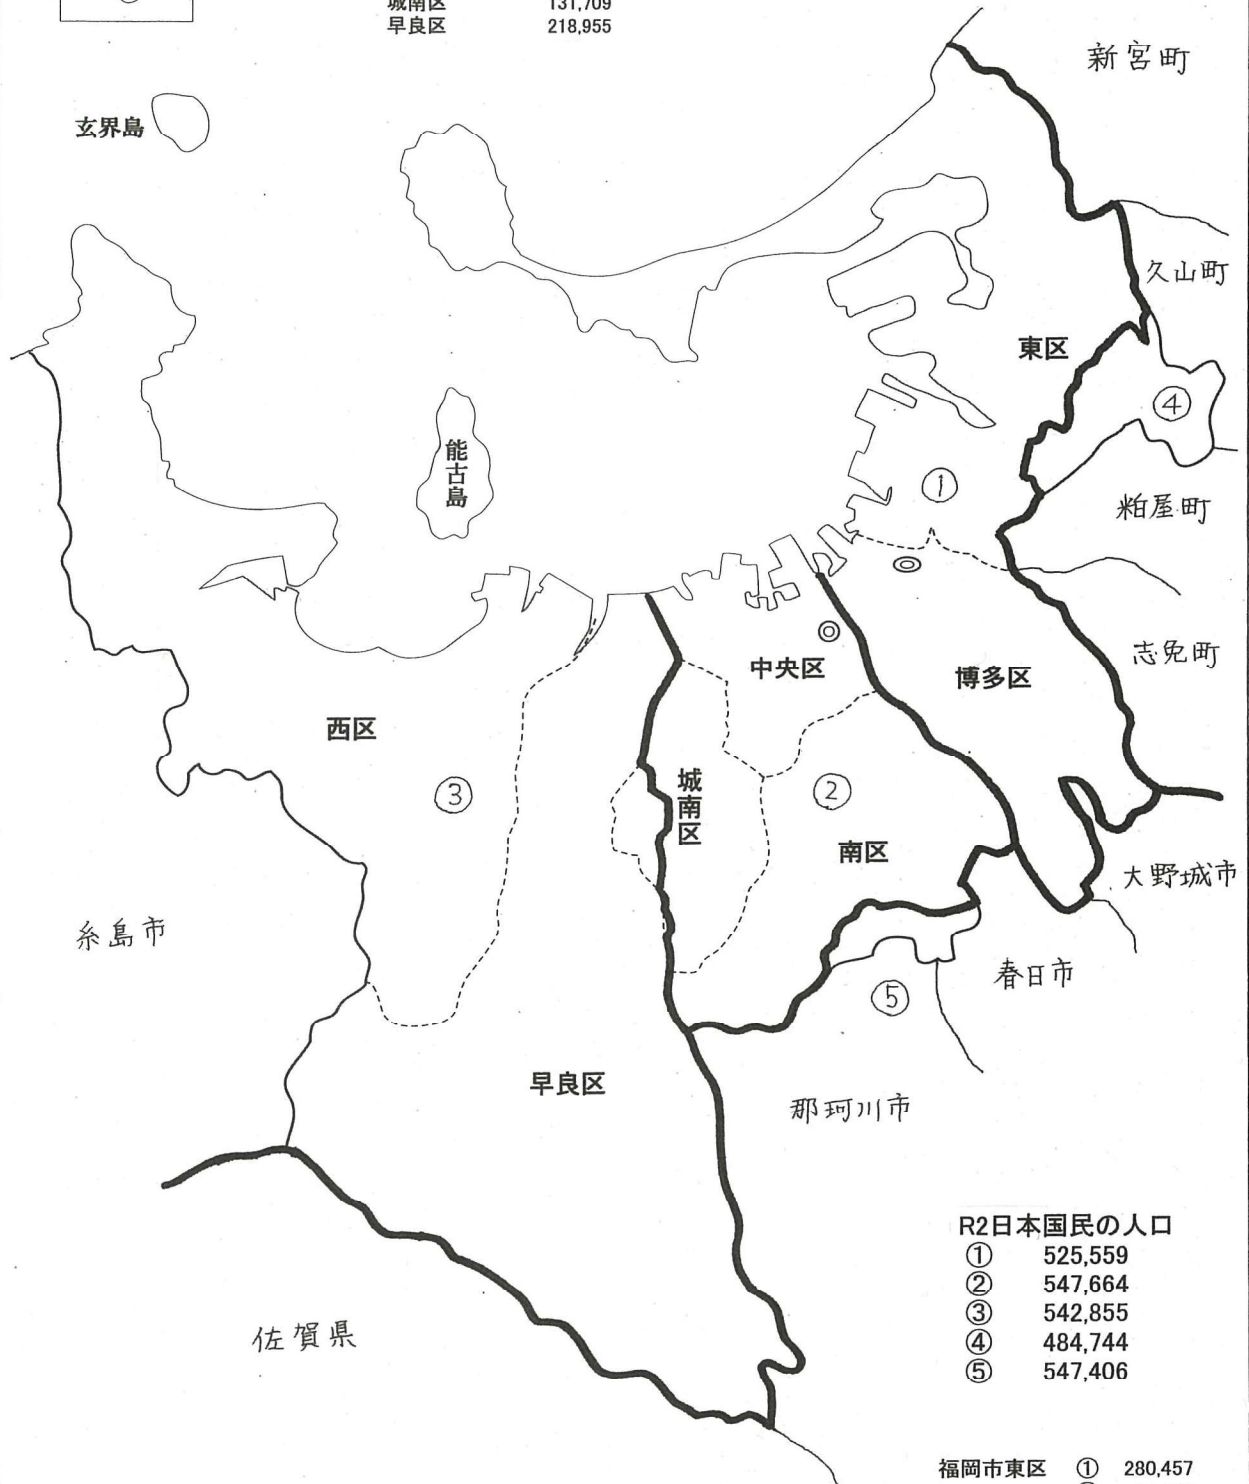 城南区 131,709
早良区 218,955
新宮町
玄界島
久山町
東区
④
能古島
①
粕屋町
志免町
中央区
博多区
西区
城南区
③
②
南区
大野城市
糸島市
春日市
⑤
早良区
那珂川市
R2日本国民の人口
① 525,559
② 547,664
③ 542,855
④ 484,744
⑤ 547,406
佐賀県
福岡市東区 ① 280,457